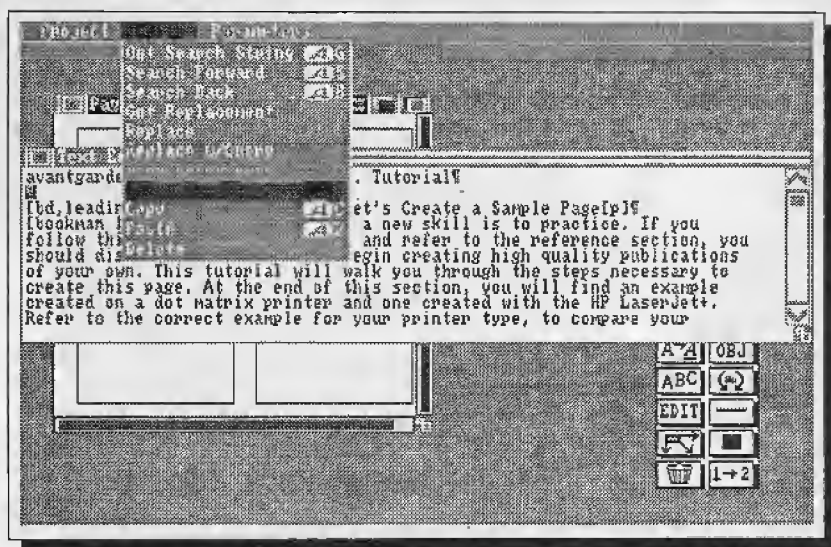 Project Parameters
Get Search String A G
Search Forward A S
Search Back A B
Get Replacement
Replace
Replace w/Query
Text
avantgarde . Tutorial¶
Copy A
Paste A
Delete
[bd,leadin et's Create a Sample Page[p]¶
[bookman a new skill is to practice. If you
follow thi and refer to the reference section, you
should dis egin creating high quality publications
of your own. This tutorial will walk you through the steps necessary to
create this page. At the end of this section, you will find an example
created on a dot matrix printer and one created with the HP LaserJet+.
Refer to the correct example for your printer type, to compare your
A→A OBJ
ABC
EDIT
1→2